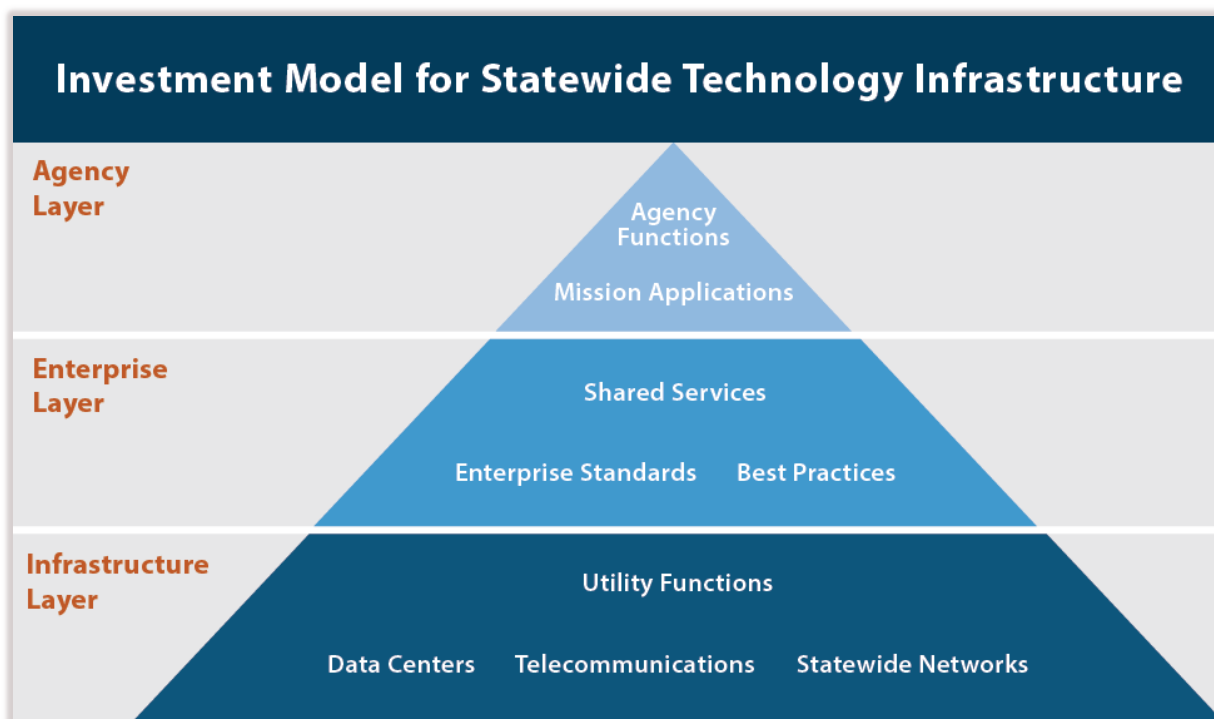 Investment Model for Statewide Technology Infrastructure
Agency
Layer
Agency
Functions
Mission Applications
Enterprise
Layer
Shared Services
Enterprise Standards Best Practices
Infrastructure
Layer
Utility Functions
Data Centers Telecommunications Statewide Networks